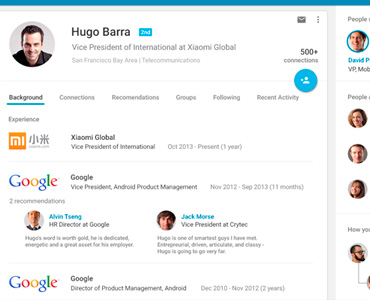 People a
Hugo Barra 2nd
Vice President of International at Xiaomi Global
San Francisco Bay Area | Telecommunications
500+
connections
David P
VP, Mob
Background Connections Recomendations Groups Following Recent Activity
People a
Experience
mi 小米
xiaomi.com
Xiaomi Global
Vice President of International Oct 2013 - Present (1 year)
Google
Google
Vice President, Android Product Management Nov 2012 - Sep 2013 (11 months)
2 recommendations
Alvin Tseng
HR Director at Google
Hugo's word is worth gold, he is dedicated,
energetic and a great asset for his employer.
Jack Morse
Vice President at Crytec
Hugo is one of smartest guys I have met.
Entrepreurial, driven, articulate, and classy -
Hugo is going to go very far.
How you
Google
Google
Director of Product Management, Android Dec 2010 - Nov 2012 (2 years)